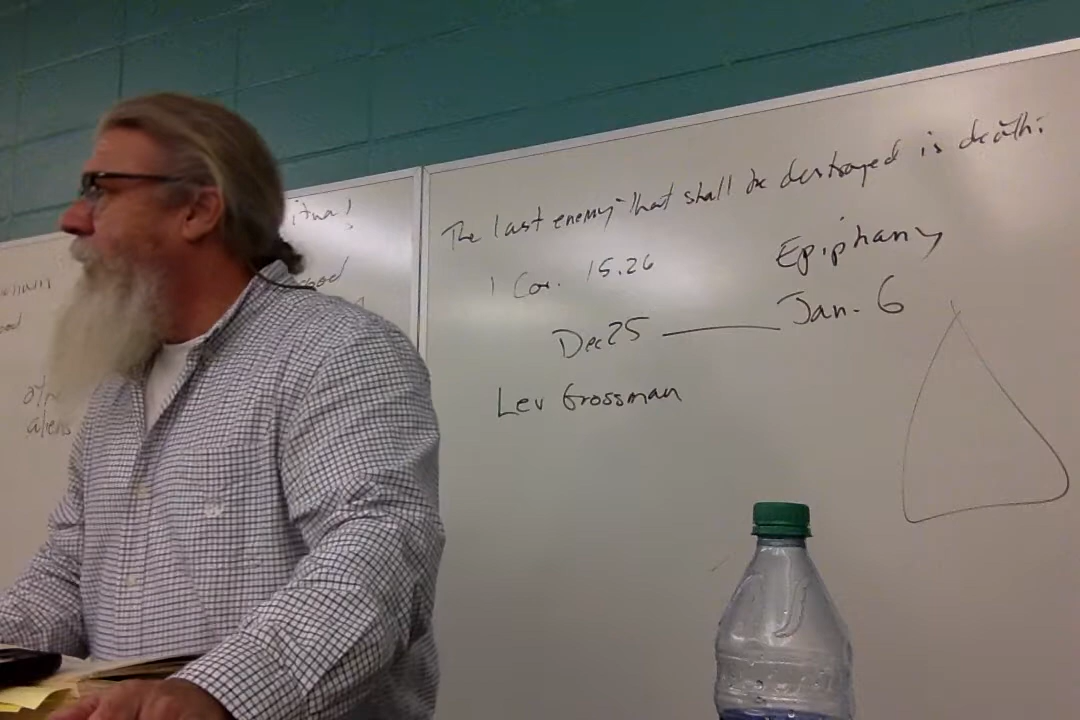 The last enemy that shall be destroyed is death:
1 Cor. 15.26
Epiphany
Dec 25 — Jan. 6
Lev Grossman
aliens